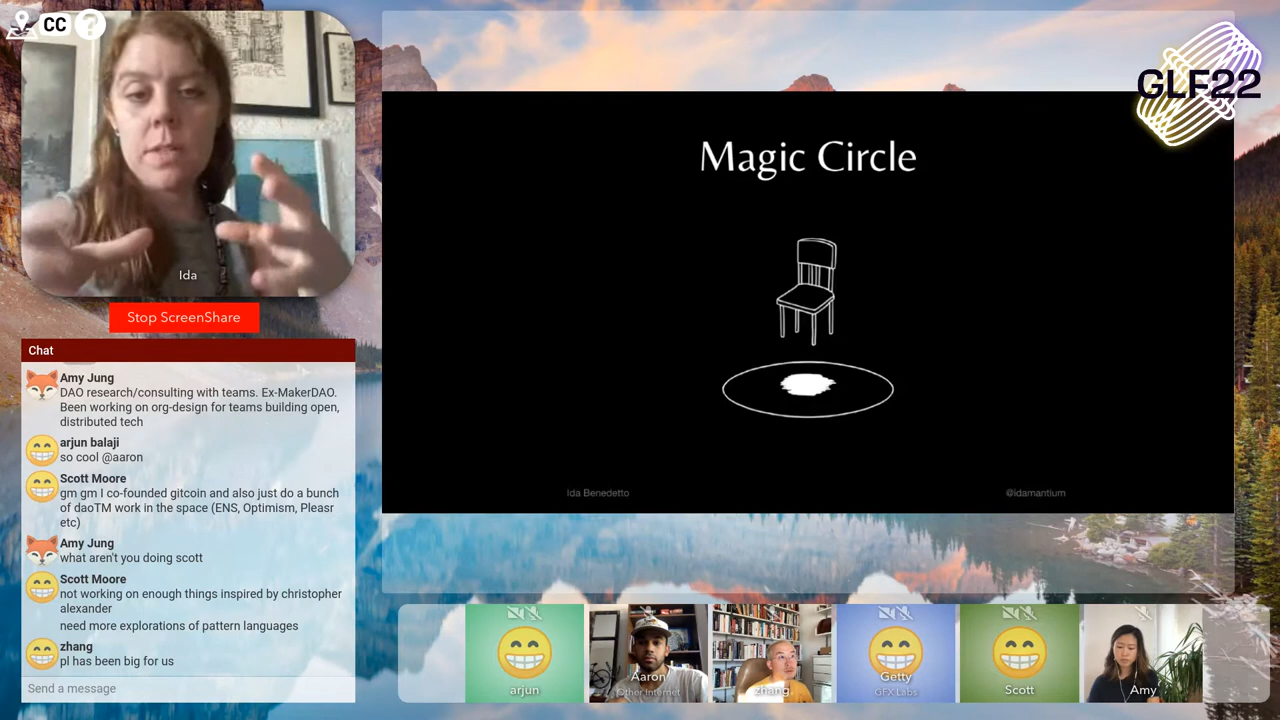 CC
?
Ida
Stop ScreenShare
Chat
Amy Jung
DAO research/consulting with teams. Ex-MakerDAO.
Been working on org-design for teams building open,
distributed tech
arjun balaji
so cool @aaron
Scott Moore
gm gm I co-founded gitcoin and also just do a bunch
of daoTM work in the space (ENS, Optimism, Pleasr
etc)
Amy Jung
what aren't you doing scott
Scott Moore
not working on enough things inspired by christopher
alexander
need more explorations of pattern languages
zhang
pl has been big for us
Send a message
GLF22
Magic Circle
Ida Benedetto
@idamantium
arjun
Aaron
Other Internet
zhang
Getty
GFX Labs
Scott
Amy